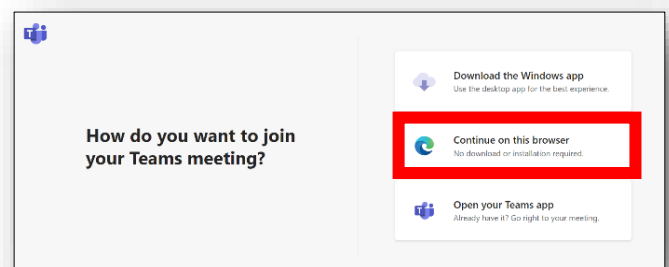 How do you want to join
your Teams meeting?
Download the Windows app
Use the desktop app for the best experience.
Continue on this browser
No download or installation required.
Open your Teams app
Already have it? Go right to your meeting.